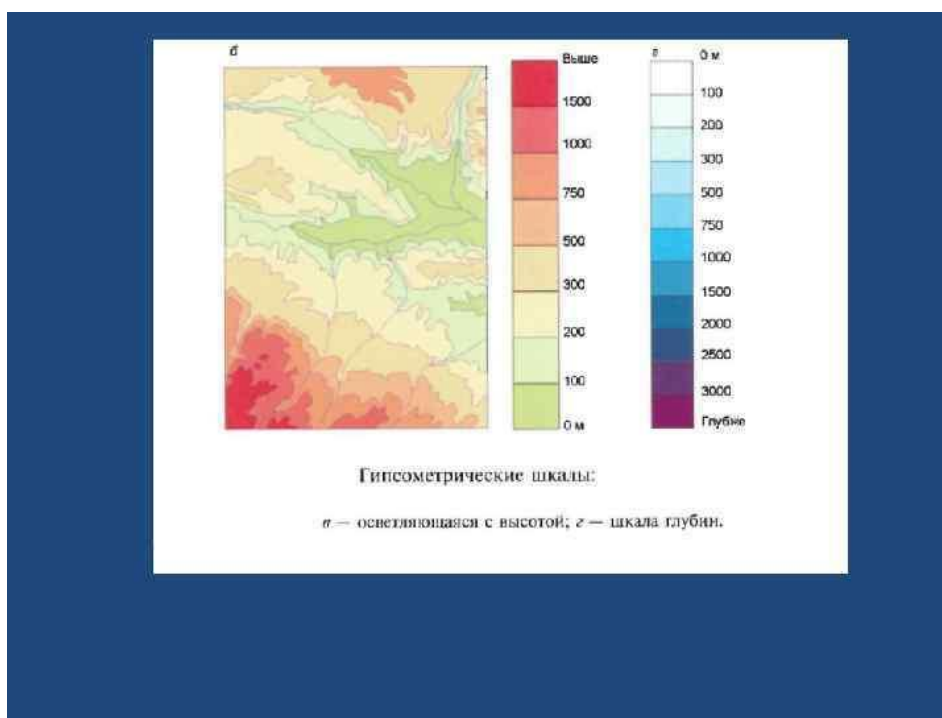 б
Выше
1500
1000
750
500
300
200
100
0 м
г
0 м
100
200
300
500
750
1000
1500
2000
2500
3000
Глубже
Гипсометрические шкалы:
в — осветляющаяся с высотой; г — шкала глубин.